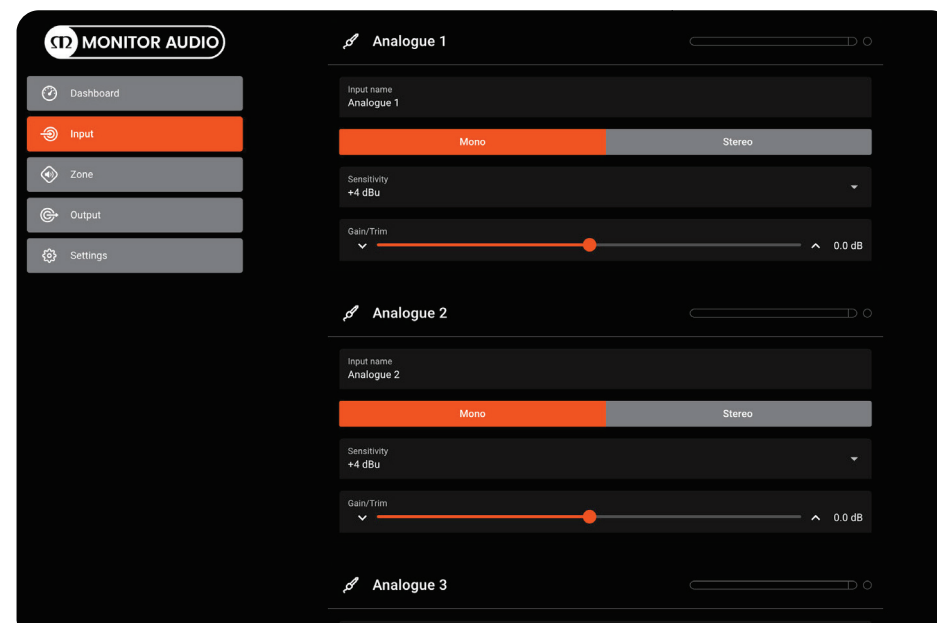 MONITOR AUDIO
Dashboard
Input
Zone
Output
Settings
Analogue 1
Input name
Analogue 1
Mono Stereo
Sensitivity
+4 dBu
Gain/Trim
0.0 dB
Analogue 2
Input name
Analogue 2
Mono Stereo
Sensitivity
+4 dBu
Gain/Trim
0.0 dB
Analogue 3